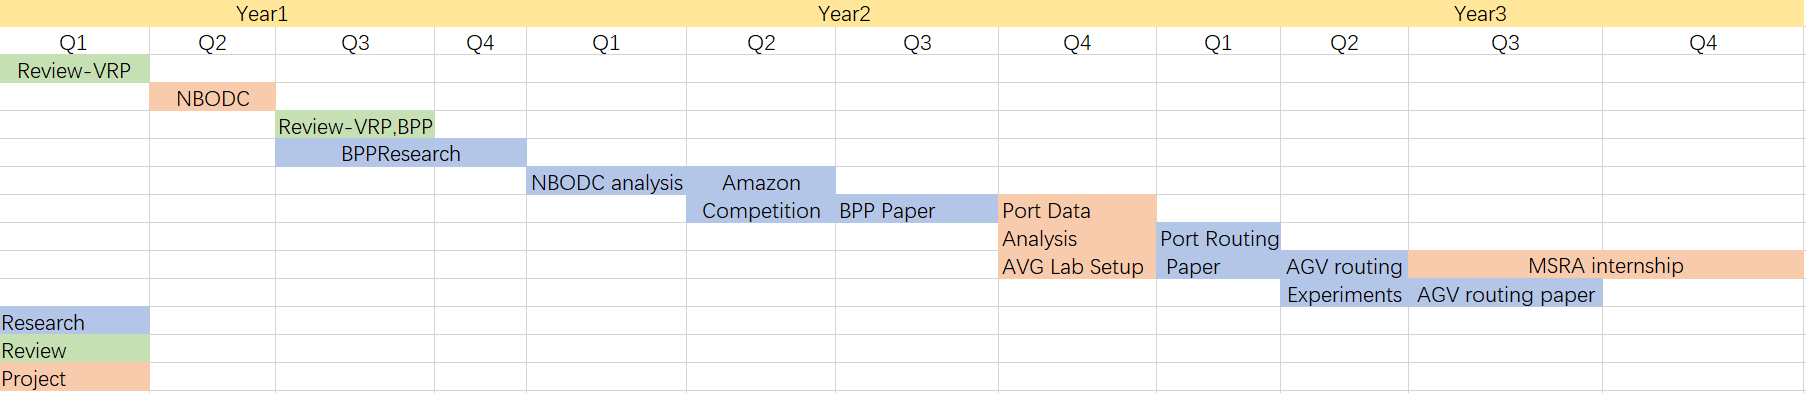 Year1 Year2 Year3
Q1 Q2 Q3 Q4 Q1 Q2 Q3 Q4 Q1 Q2 Q3 Q4
Review-VRP
NBODC
Review-VRP,BPP
BPPResearch
NBODC analysis Amazon
Competition BPP Paper Port Data
Analysis Port Routing
AVG Lab Setup Paper AGV routing MSRA internship
Experiments AGV routing paper
Research
Review
Project